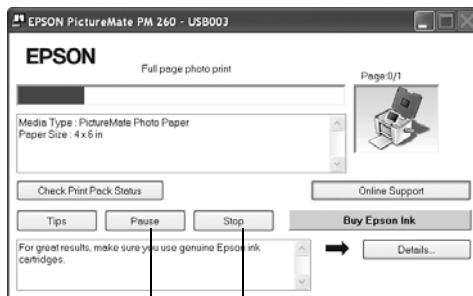 EPSON PictureMate PM 260 - USB003
EPSON
Full page photo print
Page:0/1
Media Type : PictureMate Photo Paper
Paper Size : 4 x 6 in
Check Print Pack Status
Online Support
Tips
Pause
Stop
Buy Epson Ink
For great results, make sure you use genuine Epson ink
cartridges.
Details...